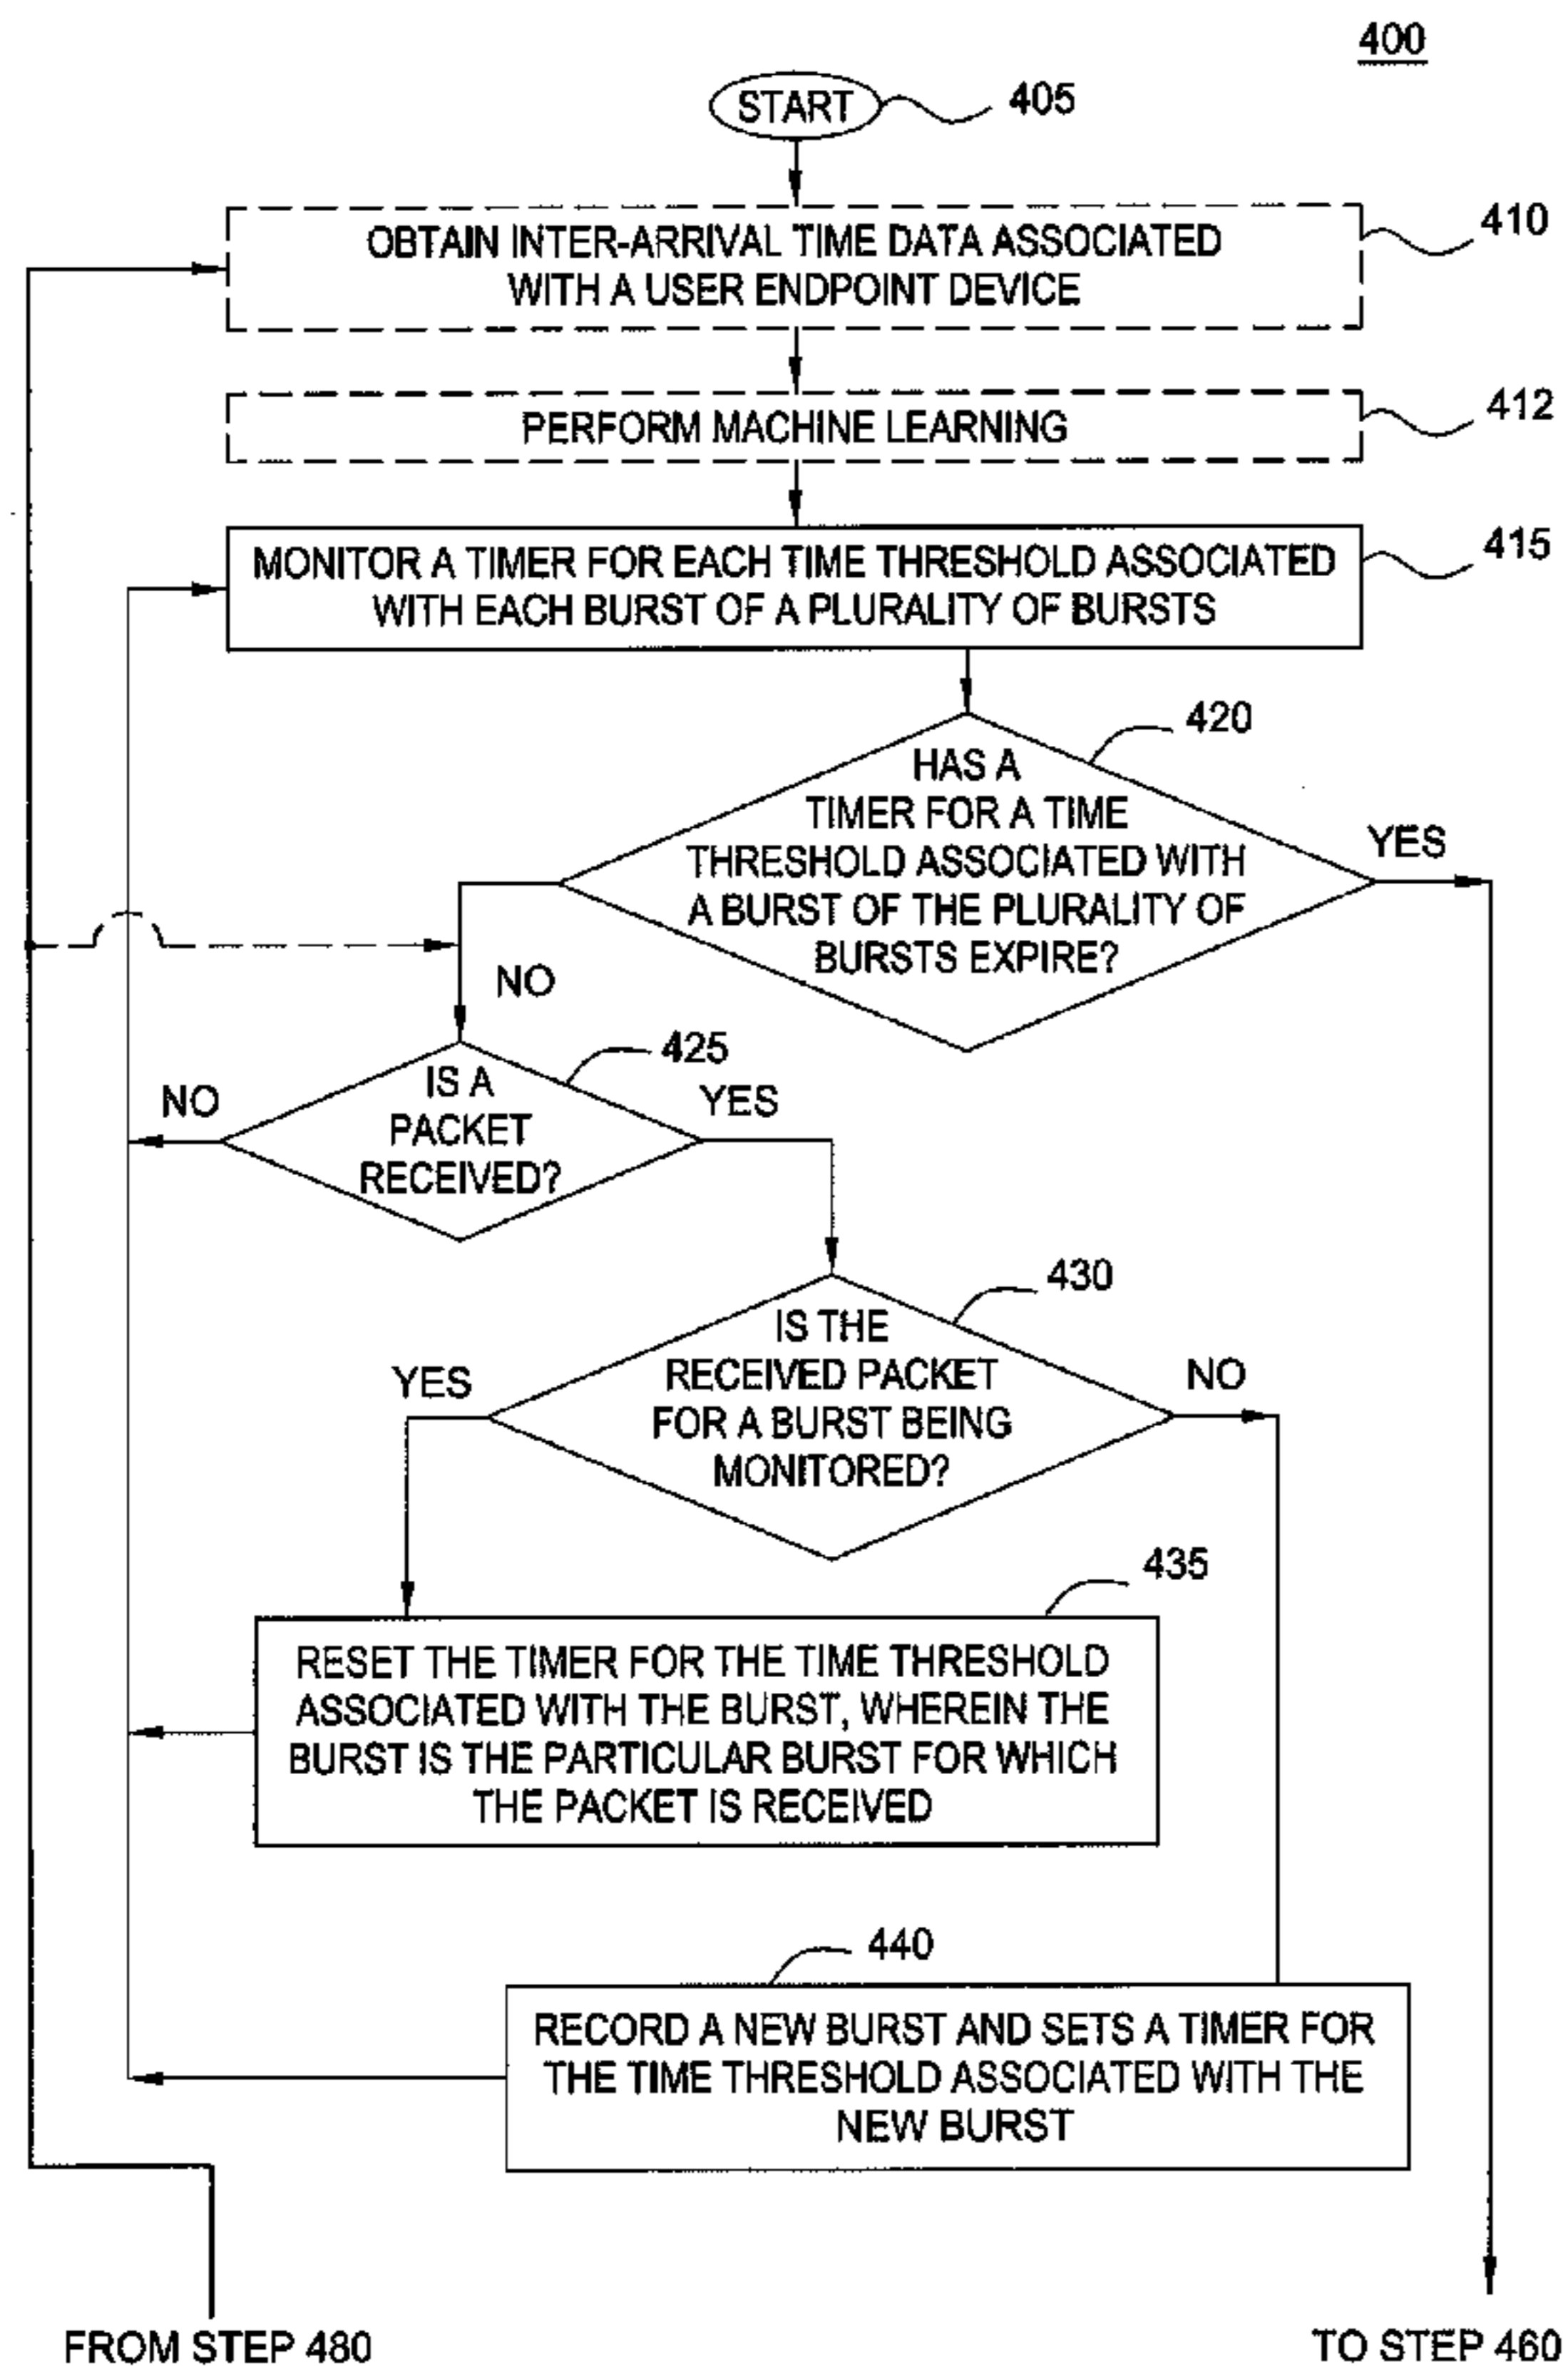 400
START
405
OBTAIN INTER-ARRIVAL TIME DATA ASSOCIATED
WITH A USER ENDPOINT DEVICE
410
PERFORM MACHINE LEARNING
412
MONITOR A TIMER FOR EACH TIME THRESHOLD ASSOCIATED
WITH EACH BURST OF A PLURALITY OF BURSTS
415
420
HAS A
TIMER FOR A TIME
THRESHOLD ASSOCIATED WITH
A BURST OF THE PLURALITY OF
BURSTS EXPIRE?
YES
NO
425
IS A
PACKET
RECEIVED?
NO
YES
430
IS THE
RECEIVED PACKET
FOR A BURST BEING
MONITORED?
YES
NO
435
RESET THE TIMER FOR THE TIME THRESHOLD
ASSOCIATED WITH THE BURST, WHEREIN THE
BURST IS THE PARTICULAR BURST FOR WHICH
THE PACKET IS RECEIVED
440
RECORD A NEW BURST AND SETS A TIMER FOR
THE TIME THRESHOLD ASSOCIATED WITH THE
NEW BURST
FROM STEP 480
TO STEP 460